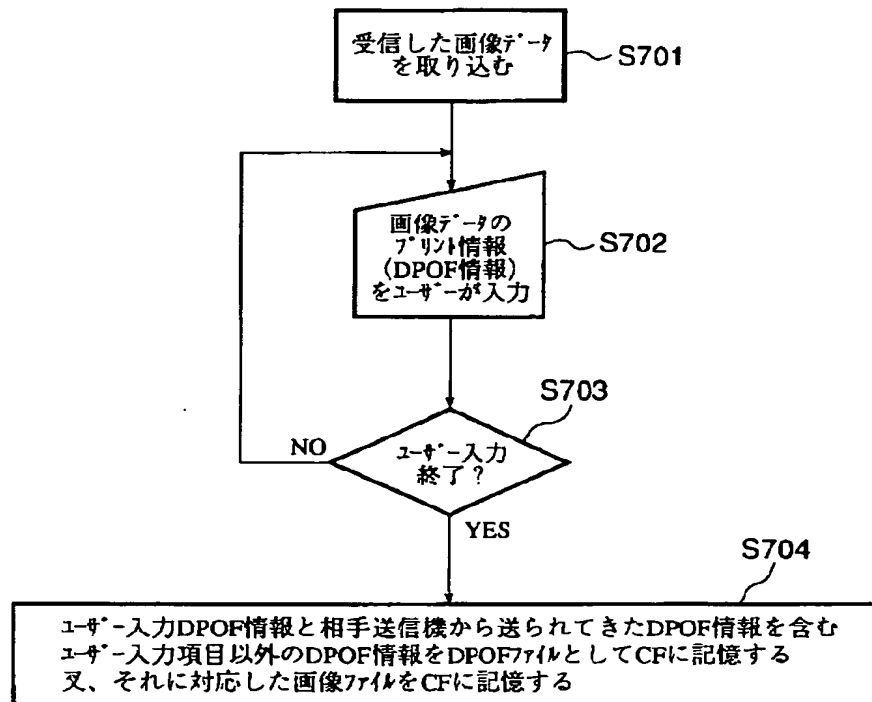 受信した画像ﾃﾞｰﾀ
を取り込む
S701
画像ﾃﾞｰﾀの
ﾌﾟﾘﾝﾄ情報
(DPOF情報)
をﾕｰｻﾞｰが入力
S702
S703
ﾕｰｻﾞｰ入力
終了？
NO
YES
S704
ﾕｰｻﾞｰ入力DPOF情報と相手送信機から送られてきたDPOF情報を含む
ﾕｰｻﾞｰ入力項目以外のDPOF情報をDPOFﾌｧｲﾙとしてCFに記憶する
又、それに対応した画像ﾌｧｲﾙをCFに記憶する